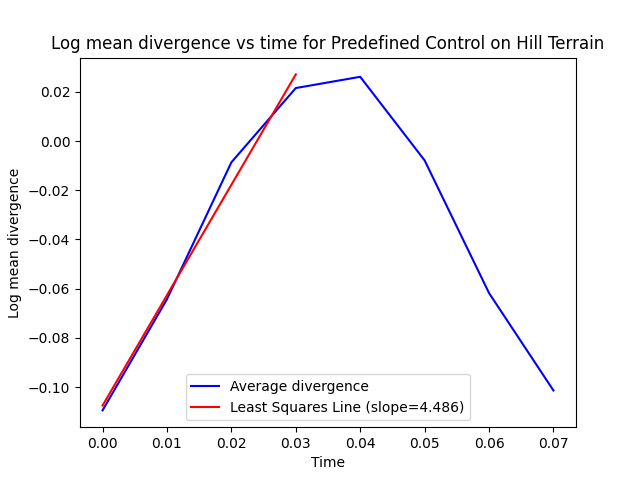 Log mean divergence vs time for Predefined Control on Hill Terrain
Log mean divergence
0.02
0.00
−0.02
−0.04
−0.06
−0.08
−0.10
Average divergence
Least Squares Line (slope=4.486)
0.00 0.01 0.02 0.03 0.04 0.05 0.06 0.07
Time